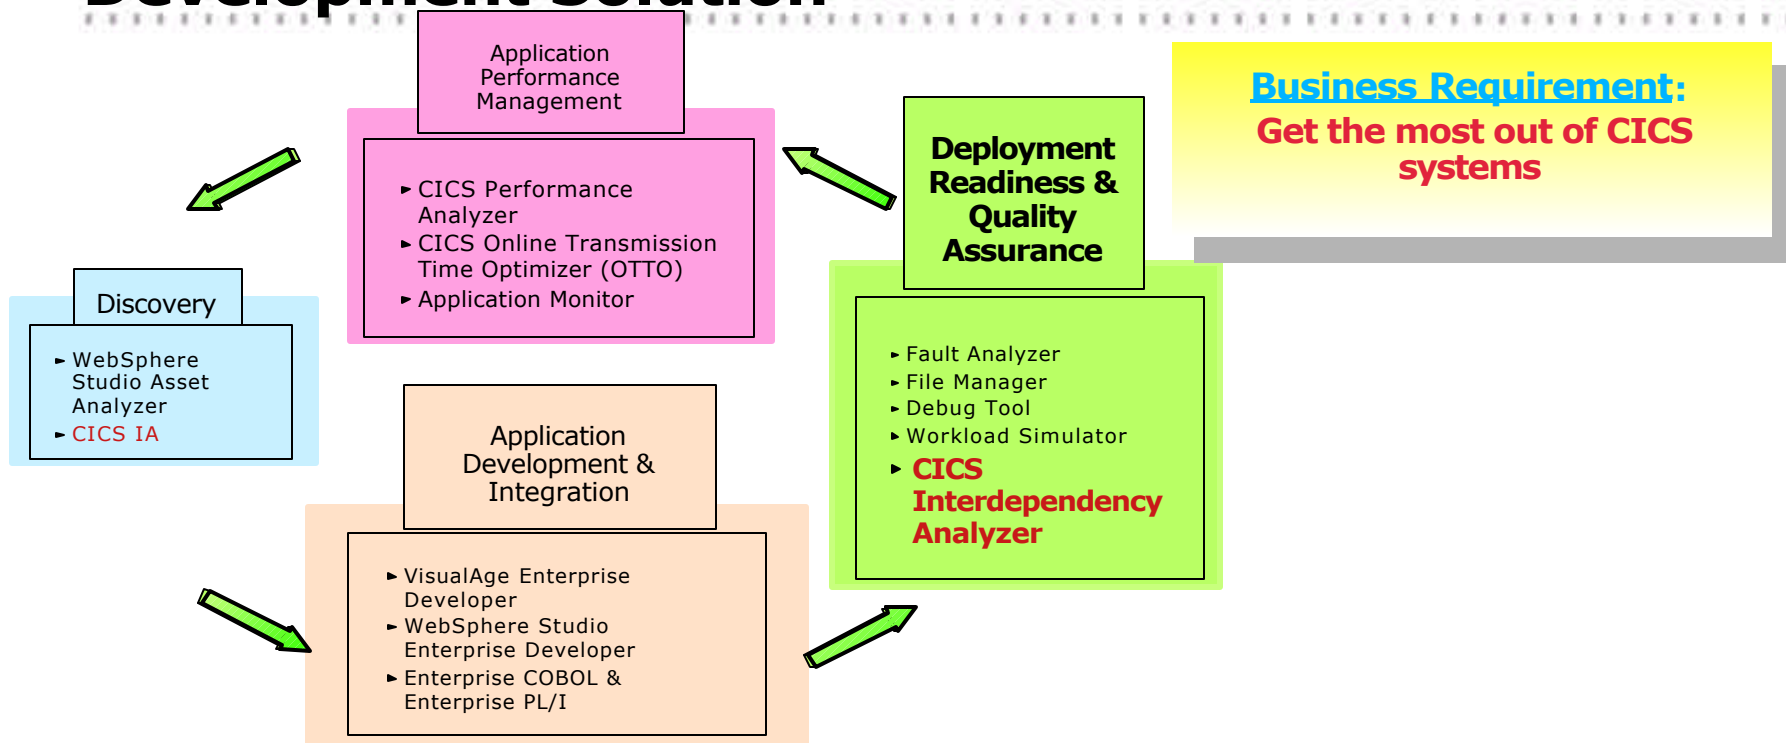 Development Solution
Application
Performance
Management
CICS Performance
Analyzer
CICS Online Transmission
Time Optimizer (OTTO)
Application Monitor
Business Requirement:
Get the most out of CICS
systems
Deployment
Readiness &
Quality
Assurance
Fault Analyzer
File Manager
Debug Tool
Workload Simulator
CICS
Interdependency
Analyzer
Discovery
WebSphere
Studio Asset
Analyzer
CICS IA
Application
Development &
Integration
VisualAge Enterprise
Developer
WebSphere Studio
Enterprise Developer
Enterprise COBOL &
Enterprise PL/I